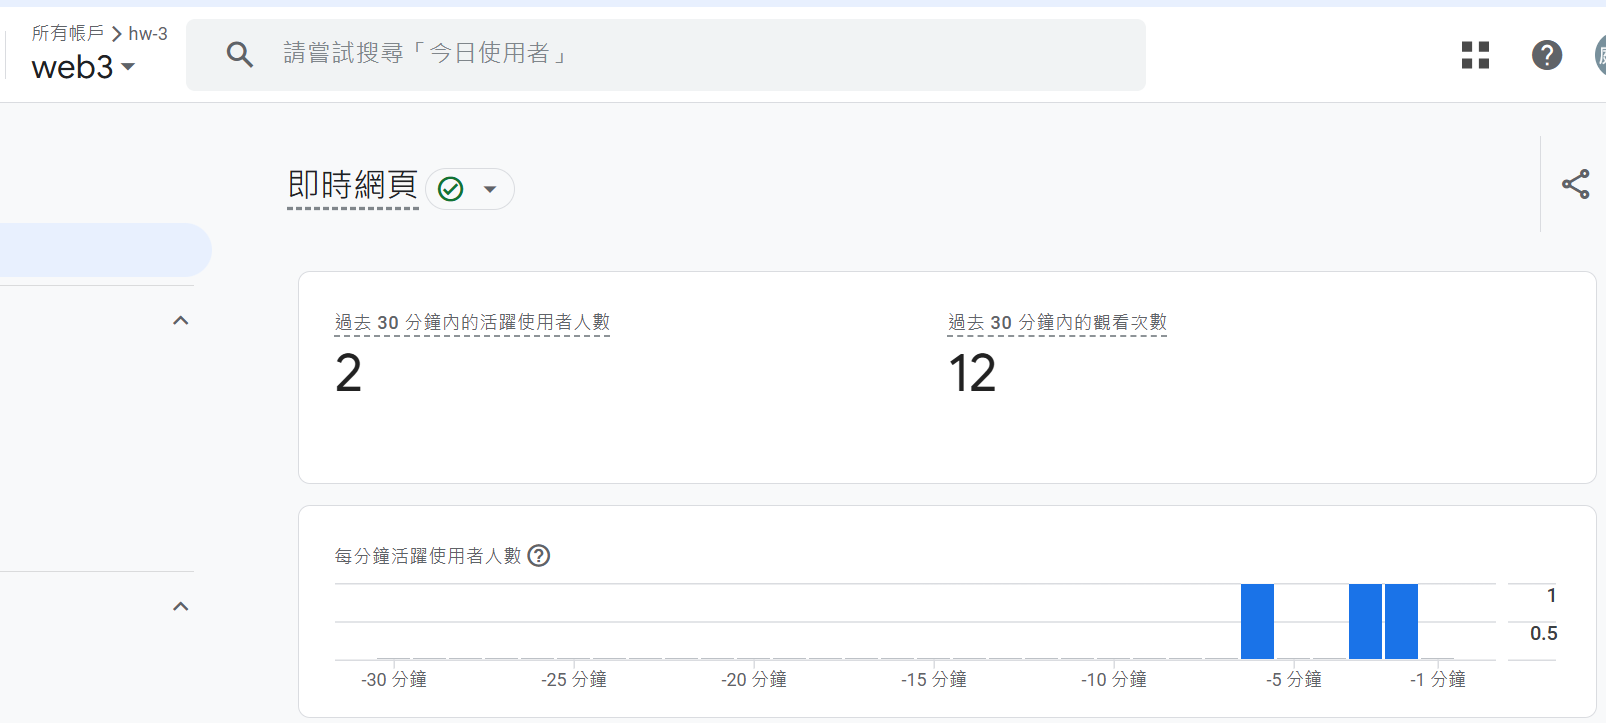 所有帳戶 > hw-3
web3
請嘗試搜尋「今日使用者」
即時網頁
過去 30 分鐘內的活躍使用者人數
2
過去 30 分鐘內的觀看次數
12
每分鐘活躍使用者人數
1
0.5
-30 分鐘 -25 分鐘 -20 分鐘 -15 分鐘 -10 分鐘 -5 分鐘 -1 分鐘